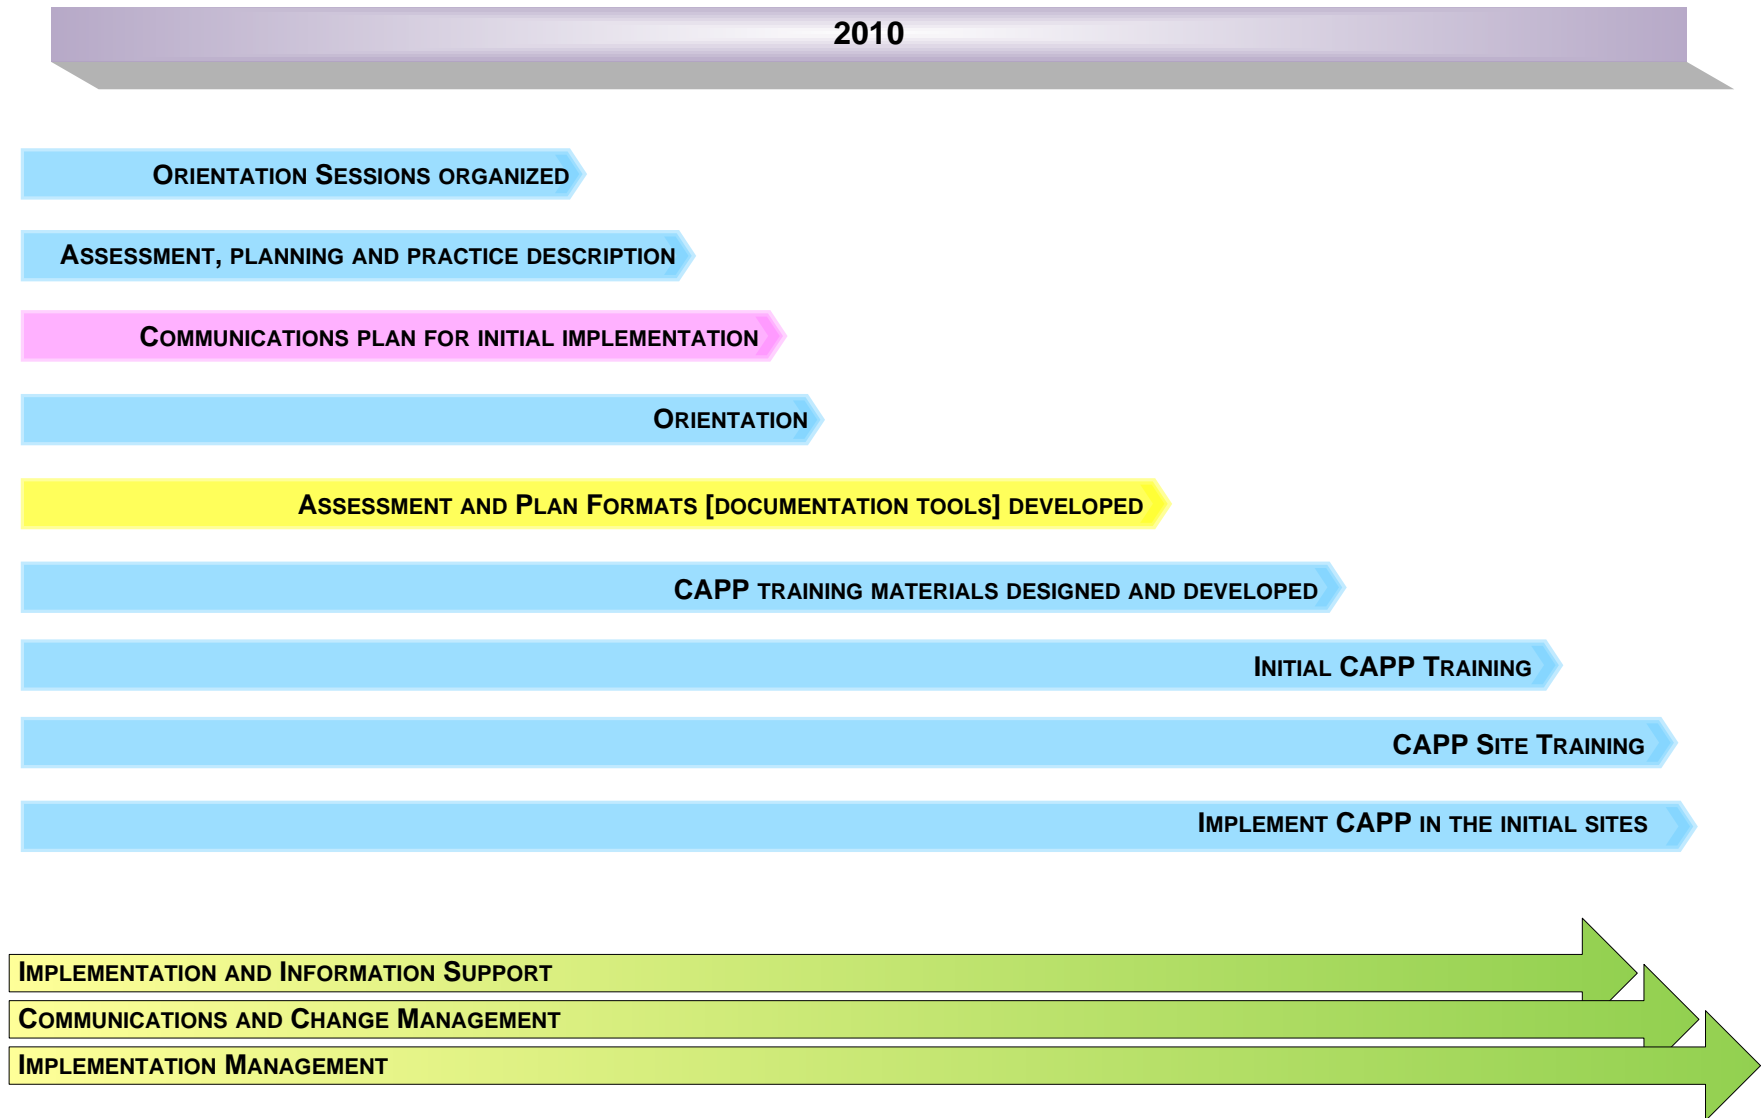 2010
ORIENTATION SESSIONS ORGANIZED
ASSESSMENT, PLANNING AND PRACTICE DESCRIPTION
COMMUNICATIONS PLAN FOR INITIAL IMPLEMENTATION
ORIENTATION
ASSESSMENT AND PLAN FORMATS [DOCUMENTATION TOOLS] DEVELOPED
CAPP TRAINING MATERIALS DESIGNED AND DEVELOPED
INITIAL CAPP TRAINING
CAPP SITE TRAINING
IMPLEMENT CAPP IN THE INITIAL SITES
IMPLEMENTATION AND INFORMATION SUPPORT
COMMUNICATIONS AND CHANGE MANAGEMENT
IMPLEMENTATION MANAGEMENT